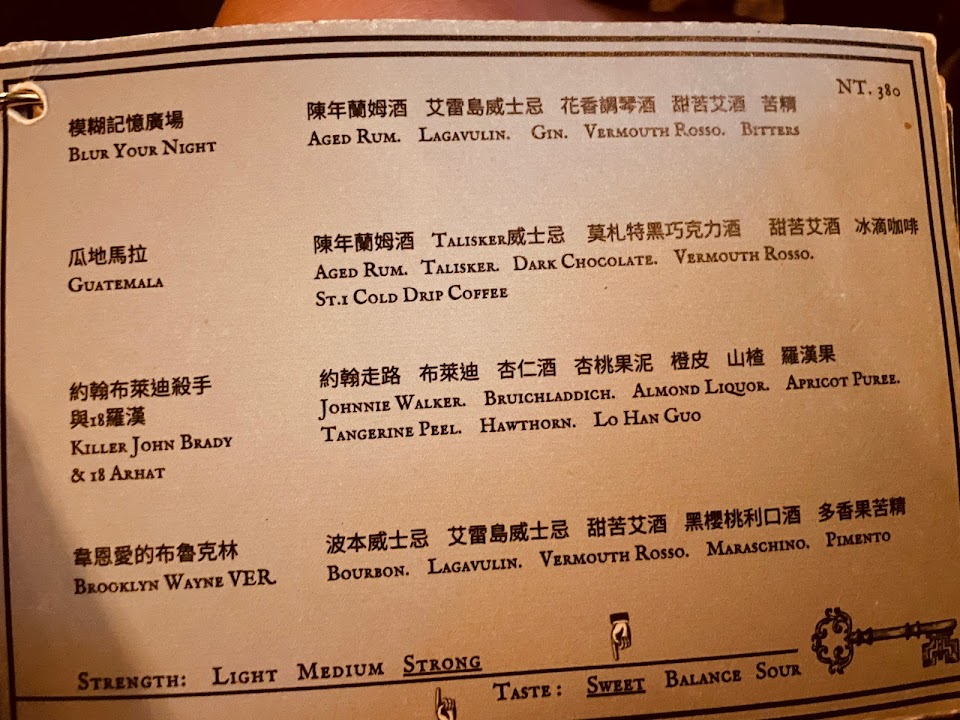 NT. 380
模糊記憶廣場
BLUR YOUR NIGHT
陳年蘭姆酒 艾雷島威士忌 花香調琴酒 甜苦艾酒 苦精
AGED RUM. LAGAVULIN. GIN. VERMOUTH ROSSO. BITTERS
瓜地馬拉
GUATEMALA
陳年蘭姆酒 TALISKER威士忌 莫札特黑巧克力酒 甜苦艾酒 冰滴咖啡
AGED RUM. TALISKER. DARK CHOCOLATE. VERMOUTH ROSSO.
ST.1 COLD DRIP COFFEE
約翰布萊迪殺手
與18羅漢
KILLER JOHN BRADY
& 18 ARHAT
約翰走路 布萊迪 杏仁酒 杏桃果泥 橙皮 山楂 羅漢果
JOHNNIE WALKER. BRUICHLADDICH. ALMOND LIQUOR. APRICOT PUREE.
TANGERINE PEEL. HAWTHORN. LO HAN GUO
韋恩愛的布魯克林
BROOKLYN WAYNE VER.
波本威士忌 艾雷島威士忌 甜苦艾酒 黑櫻桃利口酒 多香果苦精
BOURBON. LAGAVULIN. VERMOUTH ROSSO. MARASCHINO. PIMENTO
STRENGTH: LIGHT MEDIUM STRONG
TASTE: SWEET BALANCE SOUR